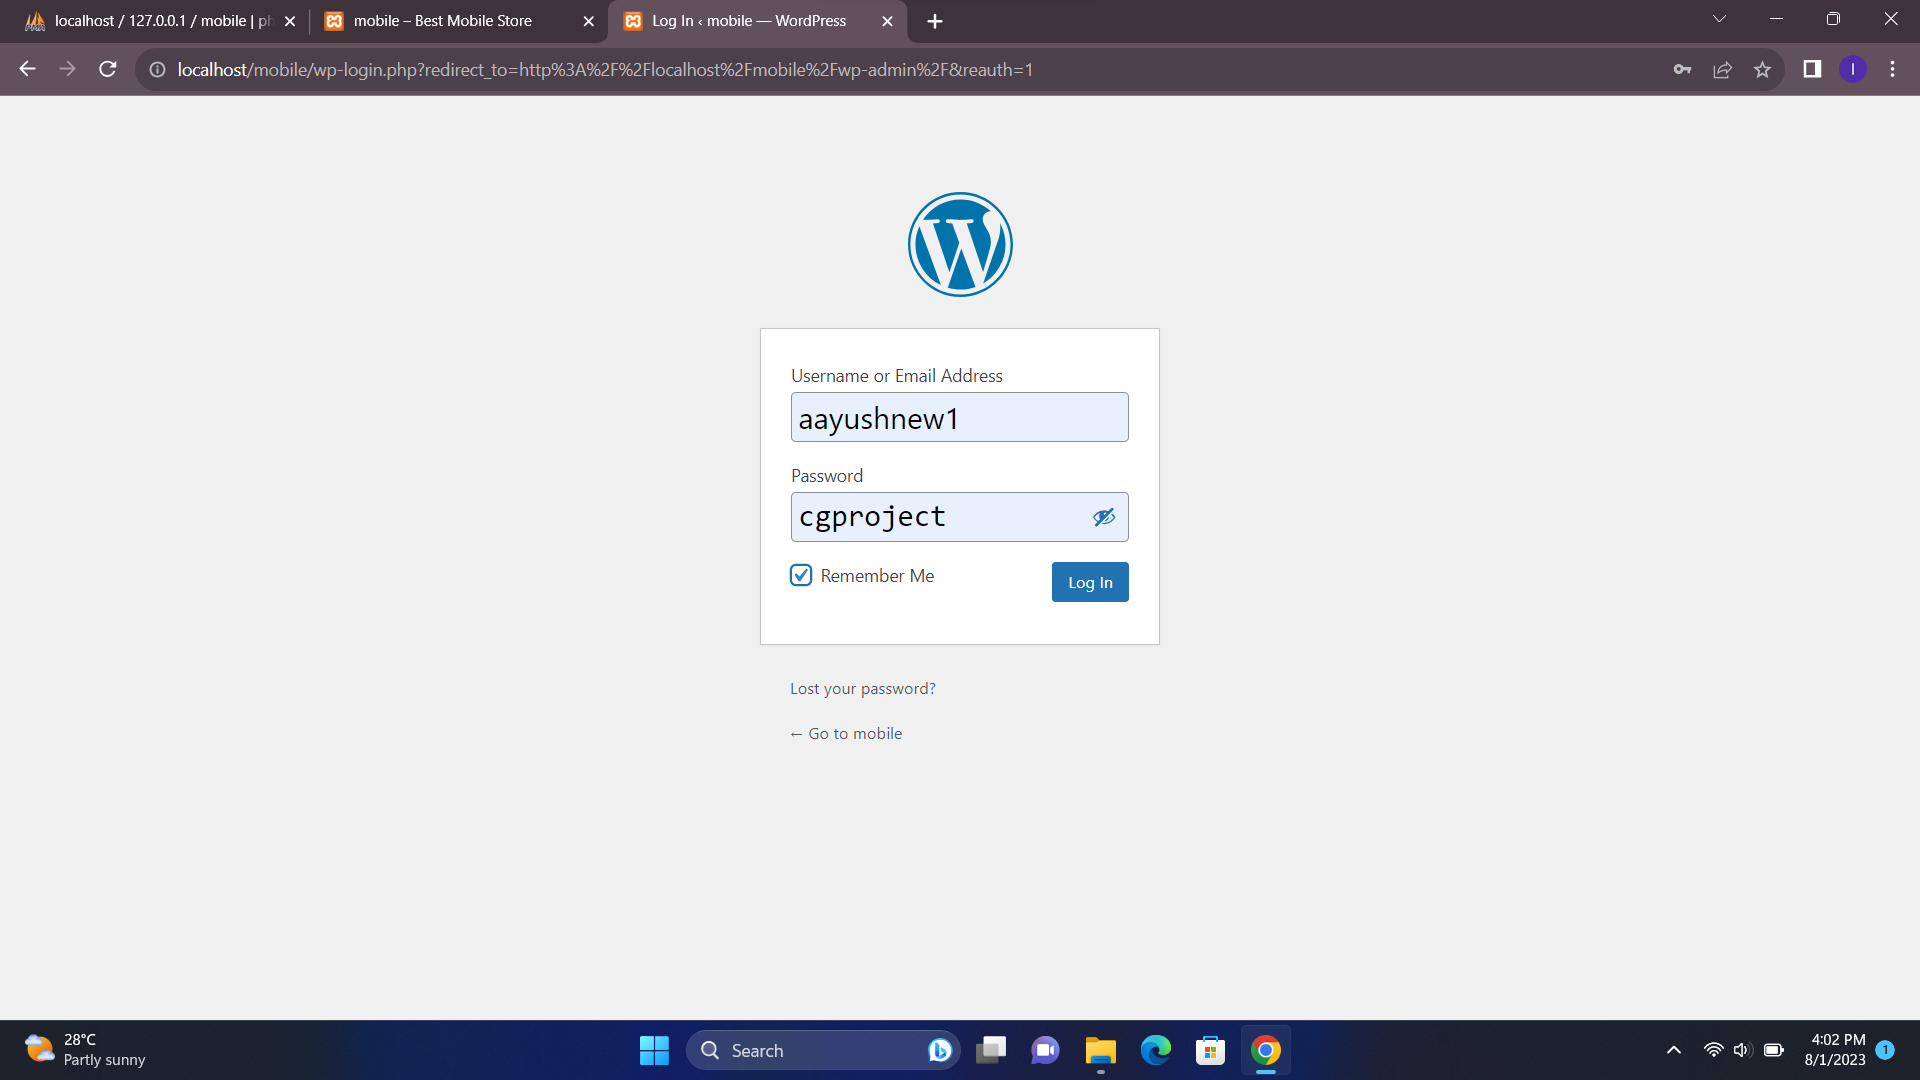 localhost / 127.0.0.1 / mobile | ph
mobile – Best Mobile Store
Log In ‹ mobile — WordPress
localhost/mobile/wp-login.php?redirect_to=http%3A%2F%2Flocalhost%2Fmobile%2Fwp-admin%2F&reauth=1
I
Username or Email Address
aayushnew1
Password
cgproject
Remember Me
Log In
Lost your password?
← Go to mobile
28°C
Partly sunny
Search
4:02 PM
8/1/2023
1